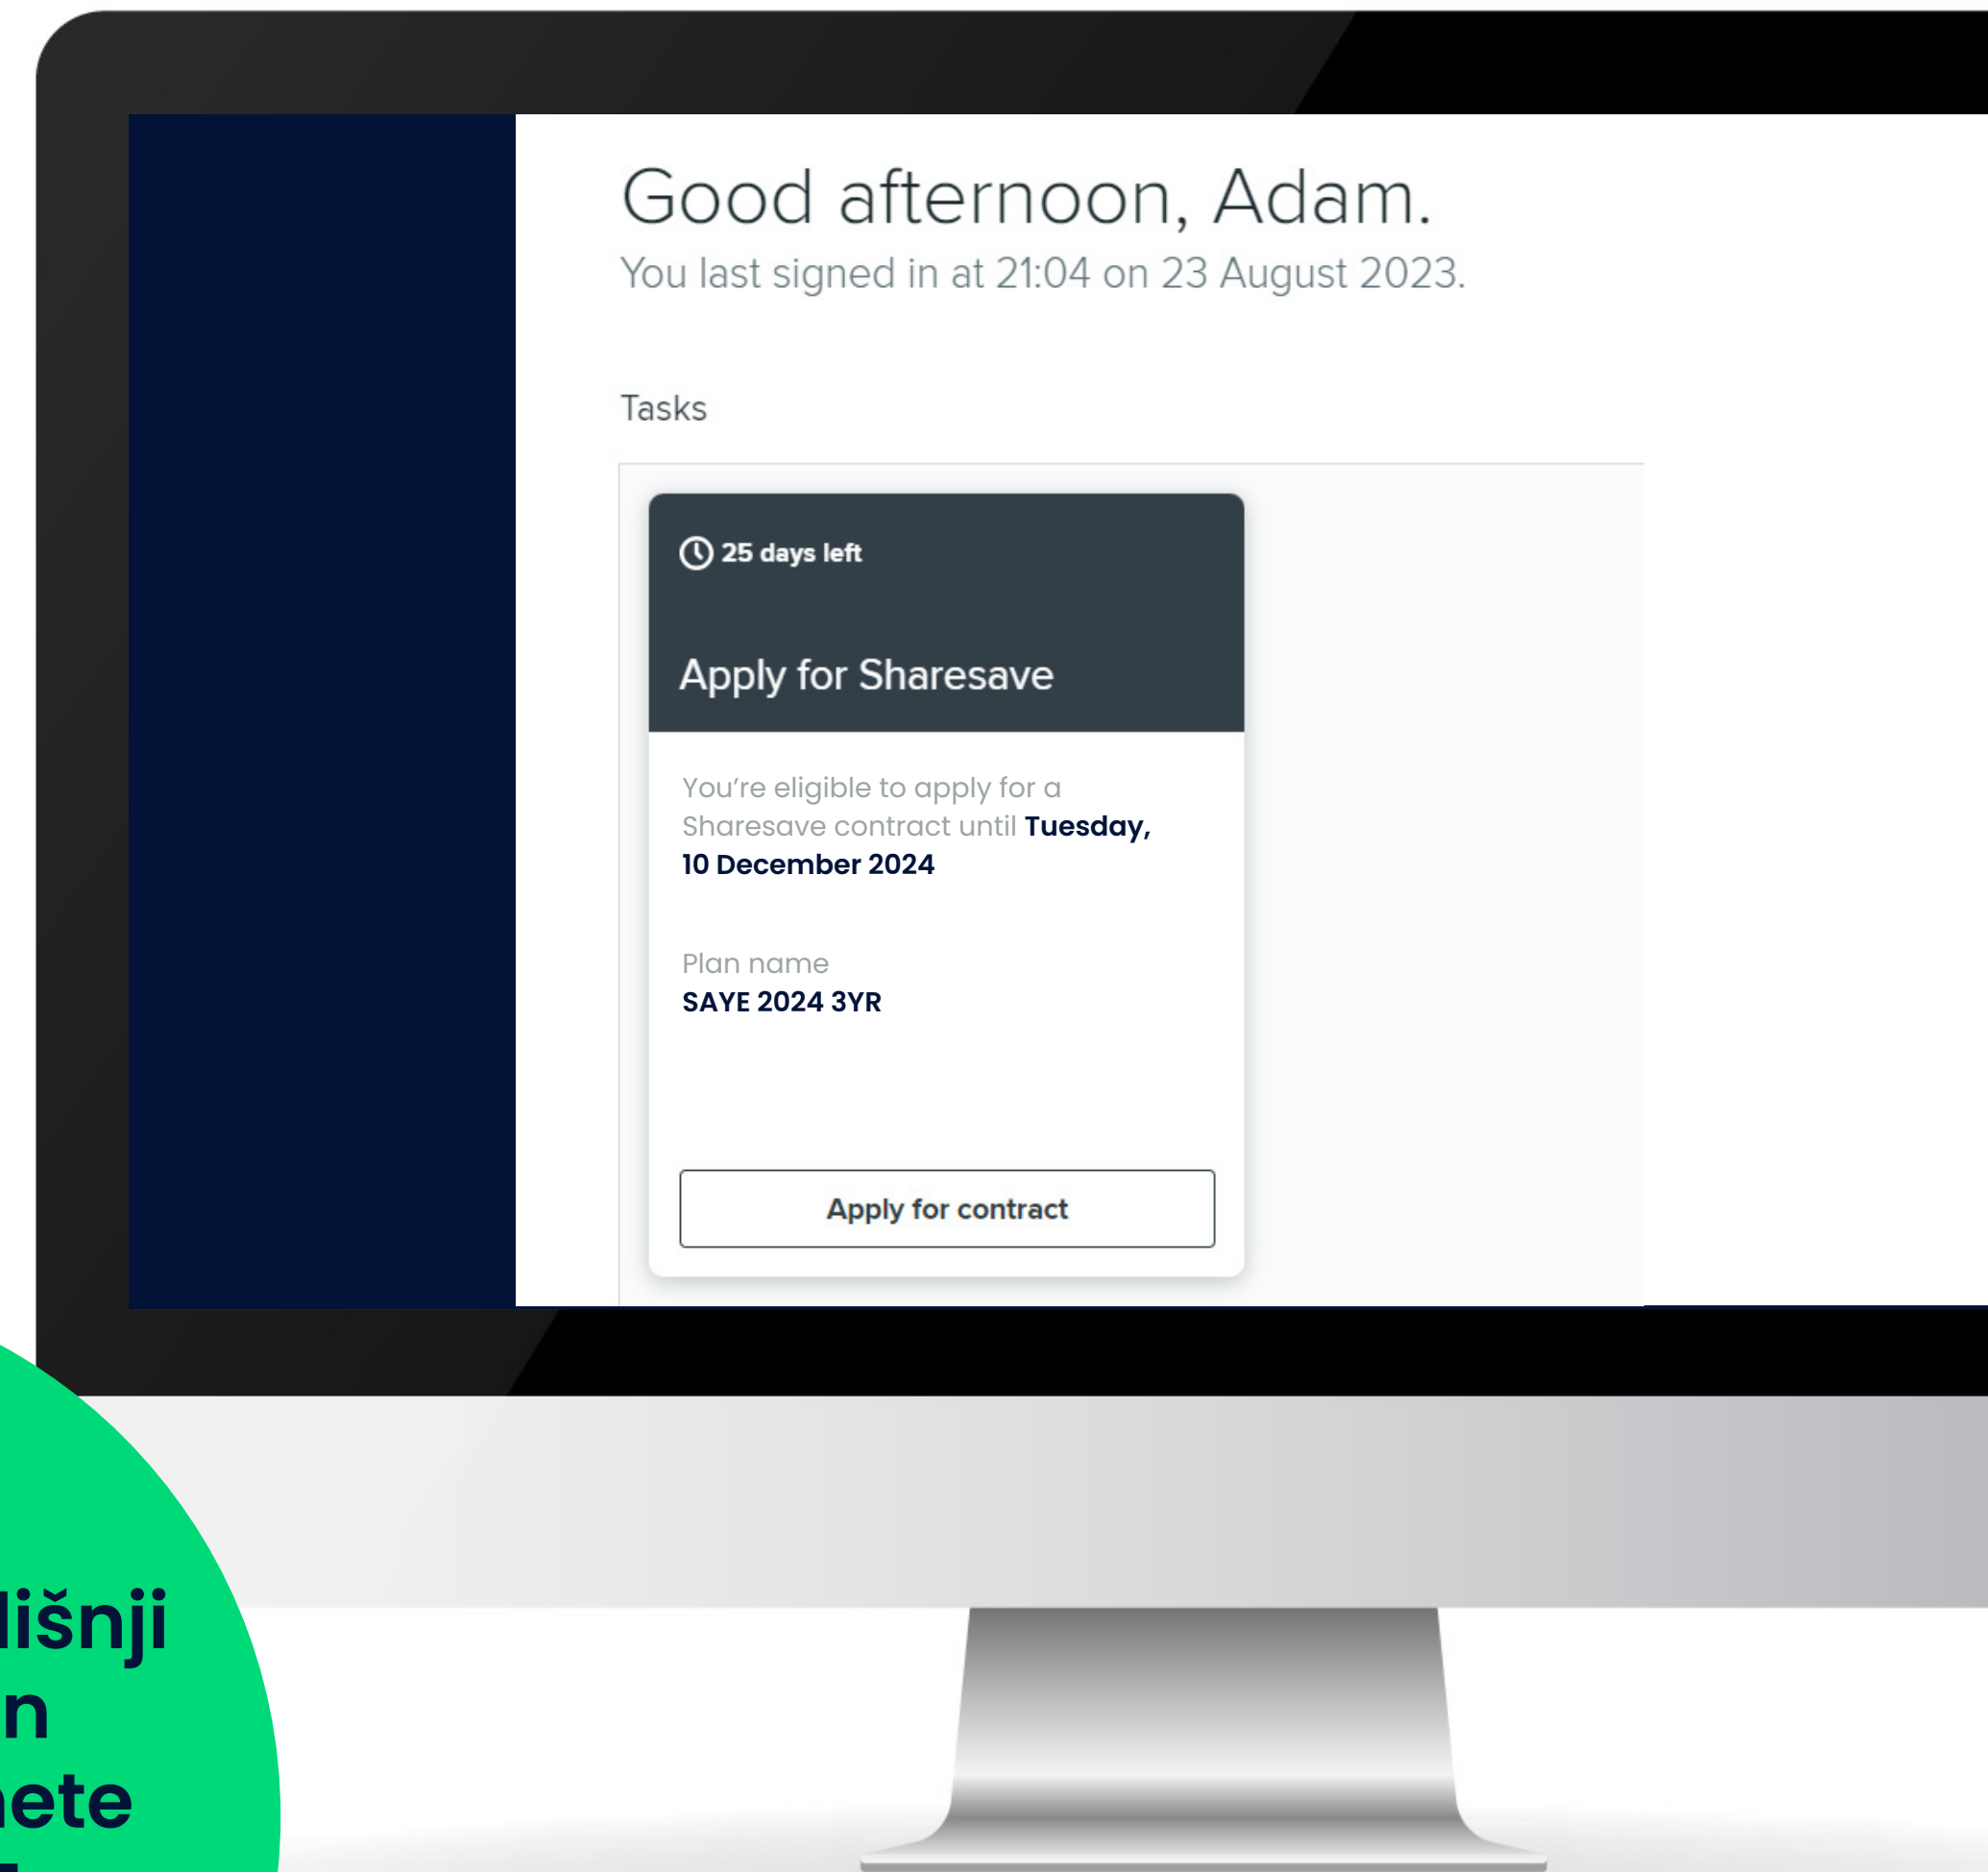 Good afternoon, Adam.
You last signed in at 21:04 on 23 August 2023.
Tasks
25 days left
Apply for Sharesave
You're eligible to apply for a
Sharesave contract until Tuesday,
10 December 2024
Plan name
SAYE 2024 3YR
Apply for contract